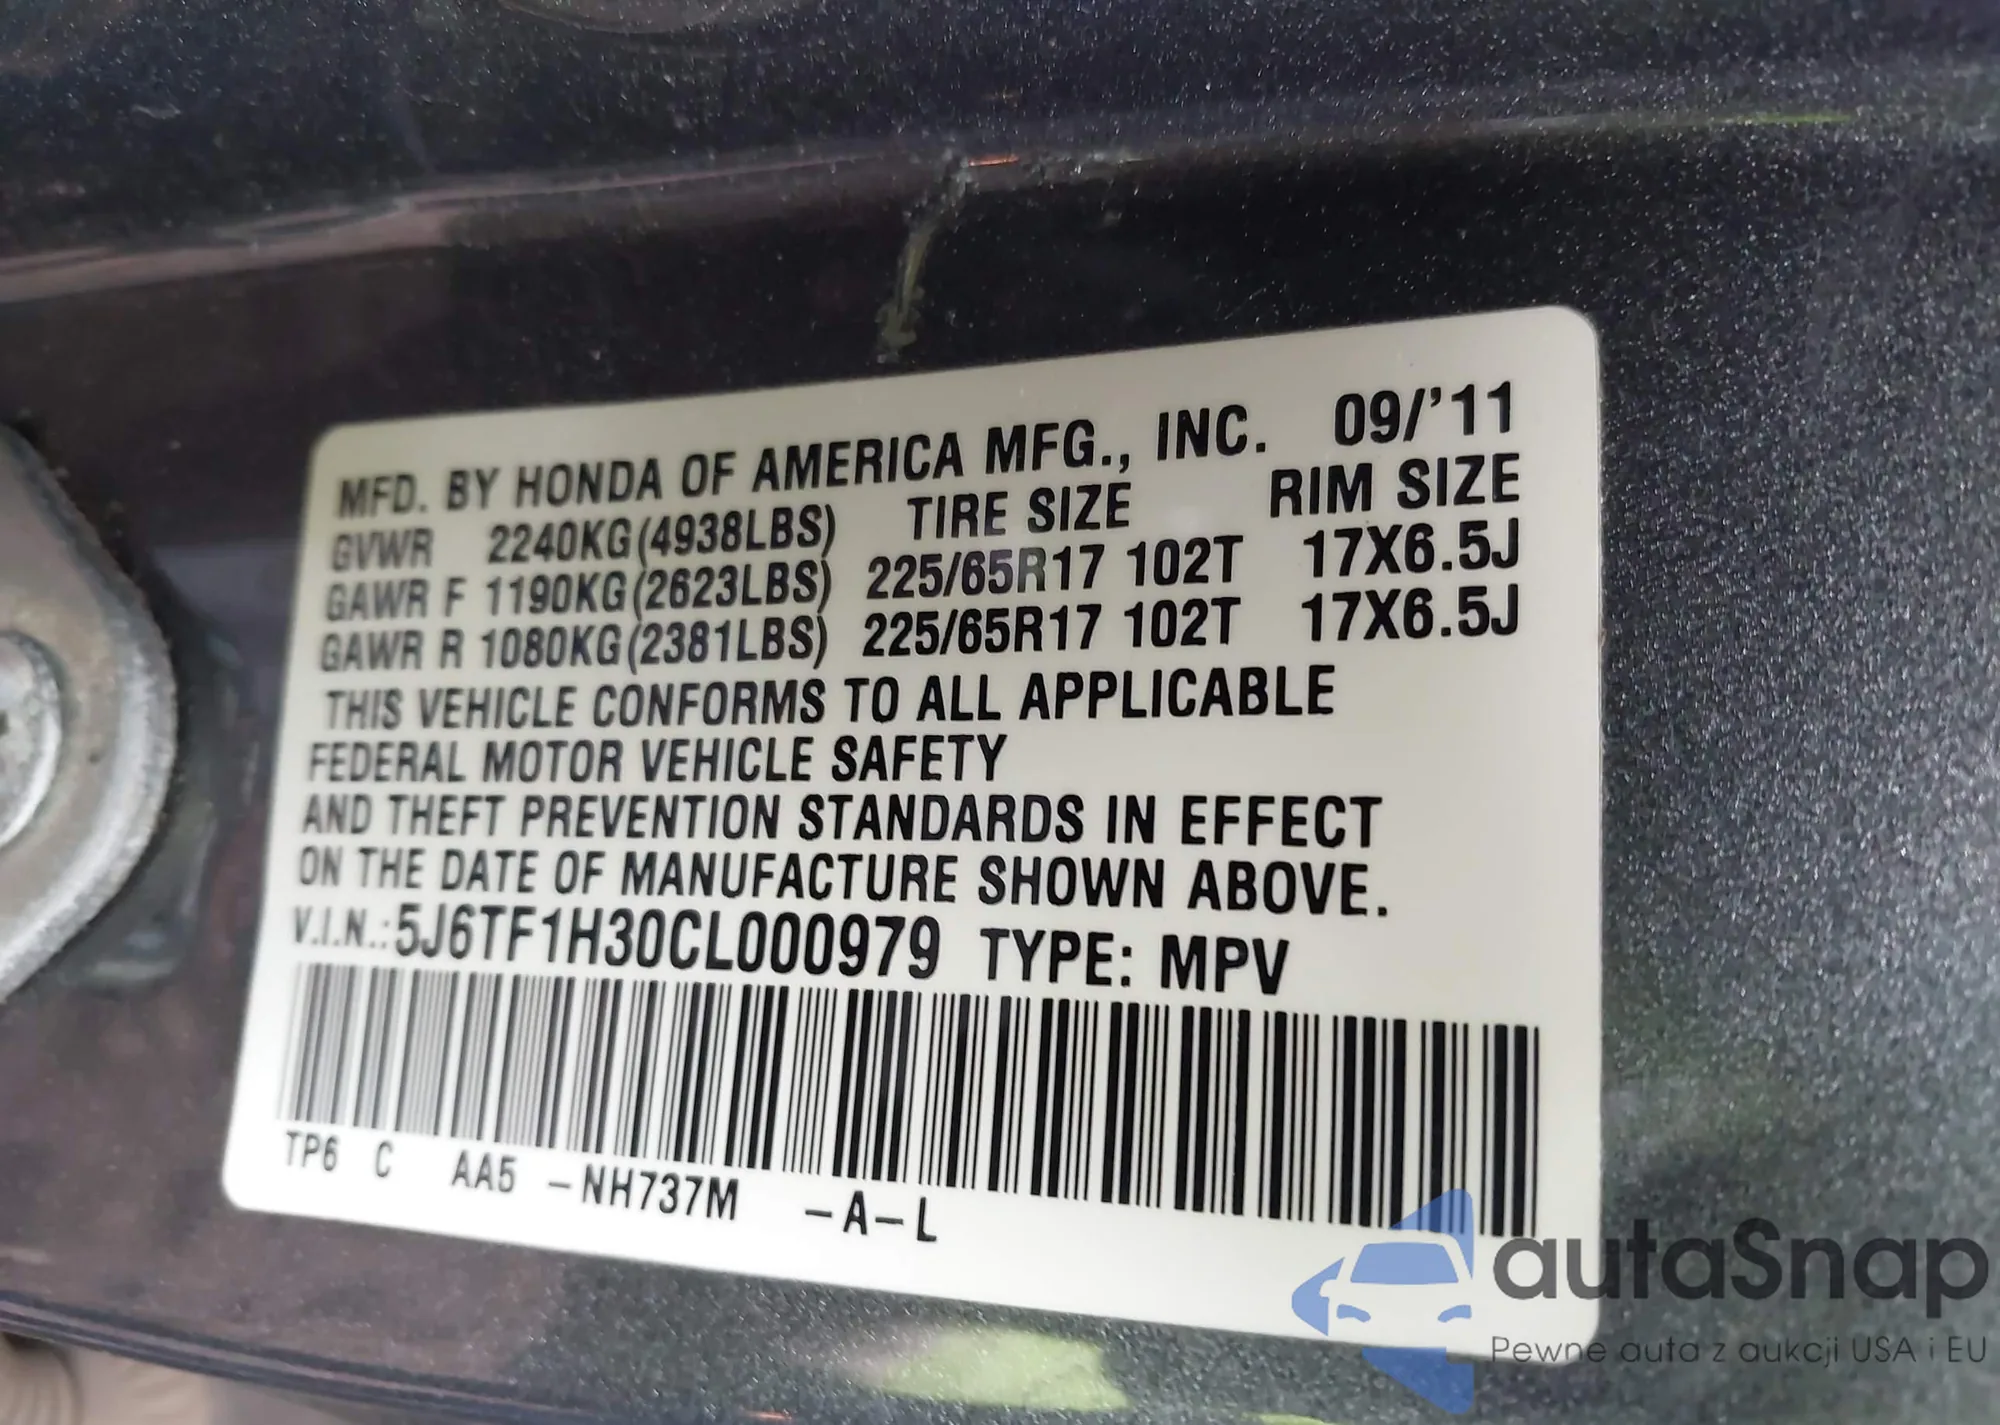 MFD. BY HONDA OF AMERICA MFG., INC. 09/'11
GVWR 2240KG(4938LBS) TIRE SIZE RIM SIZE
GAWR F 1190KG(2623LBS) 225/65R17 102T 17X6.5J
GAWR R 1080KG(2381LBS) 225/65R17 102T 17X6.5J
THIS VEHICLE CONFORMS TO ALL APPLICABLE
FEDERAL MOTOR VEHICLE SAFETY
AND THEFT PREVENTION STANDARDS IN EFFECT
ON THE DATE OF MANUFACTURE SHOWN ABOVE.
V.I.N.:5J6TF1H30CL000979 TYPE: MPV
TP6 C AA5 -NH737M -A-L
autaSnap
Pewne auta z aukcji USA i EU